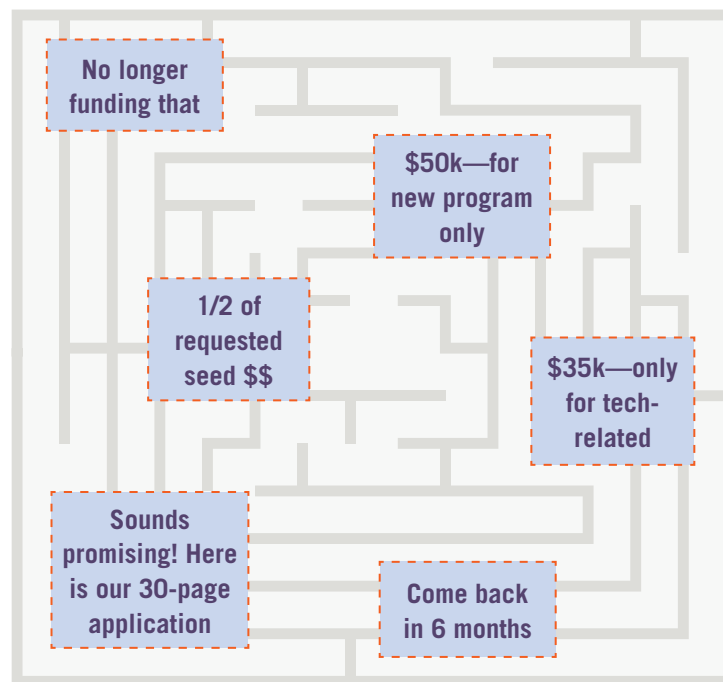 No longer
funding that
$50k—for
new program
only
1/2 of
requested
seed $$
$35k—only
for tech-
related
Sounds
promising! Here
is our 30-page
application
Come back
in 6 months